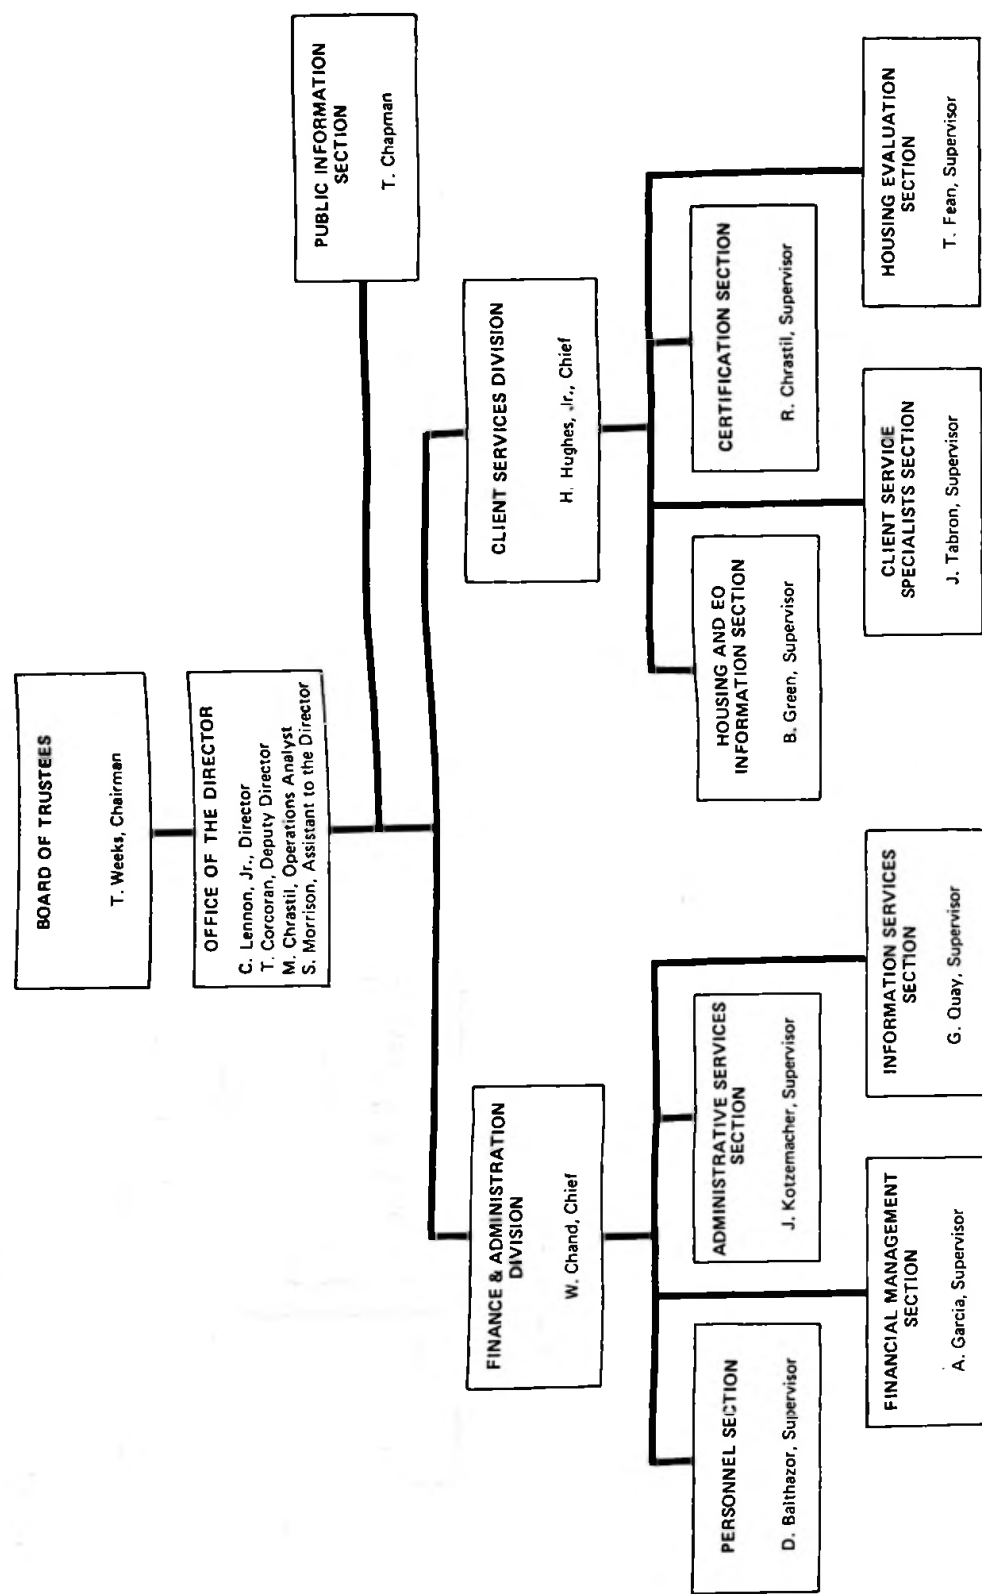 BOARD OF TRUSTEES
T. Weeks, Chairman
OFFICE OF THE DIRECTOR
C. Lennon, Jr., Director
T. Corcoran, Deputy Director
M. Chrastil, Operations Analyst
S. Morrison, Assistant to the Director
PUBLIC INFORMATION
SECTION
T. Chapman
FINANCE & ADMINISTRATION
DIVISION
W. Chand, Chief
CLIENT SERVICES DIVISION
H. Hughes, Jr., Chief
PERSONNEL SECTION
D. Balthazor, Supervisor
ADMINISTRATIVE SERVICES
SECTION
J. Kotzemacher, Supervisor
HOUSING AND EO
INFORMATION SECTION
B. Green, Supervisor
CERTIFICATION SECTION
R. Chrastil, Supervisor
FINANCIAL MANAGEMENT
SECTION
A. Garcia, Supervisor
INFORMATION SERVICES
SECTION
G. Quay, Supervisor
CLIENT SERVICE
SPECIALISTS SECTION
J. Tabron, Supervisor
HOUSING EVALUATION
SECTION
T. Fean, Supervisor